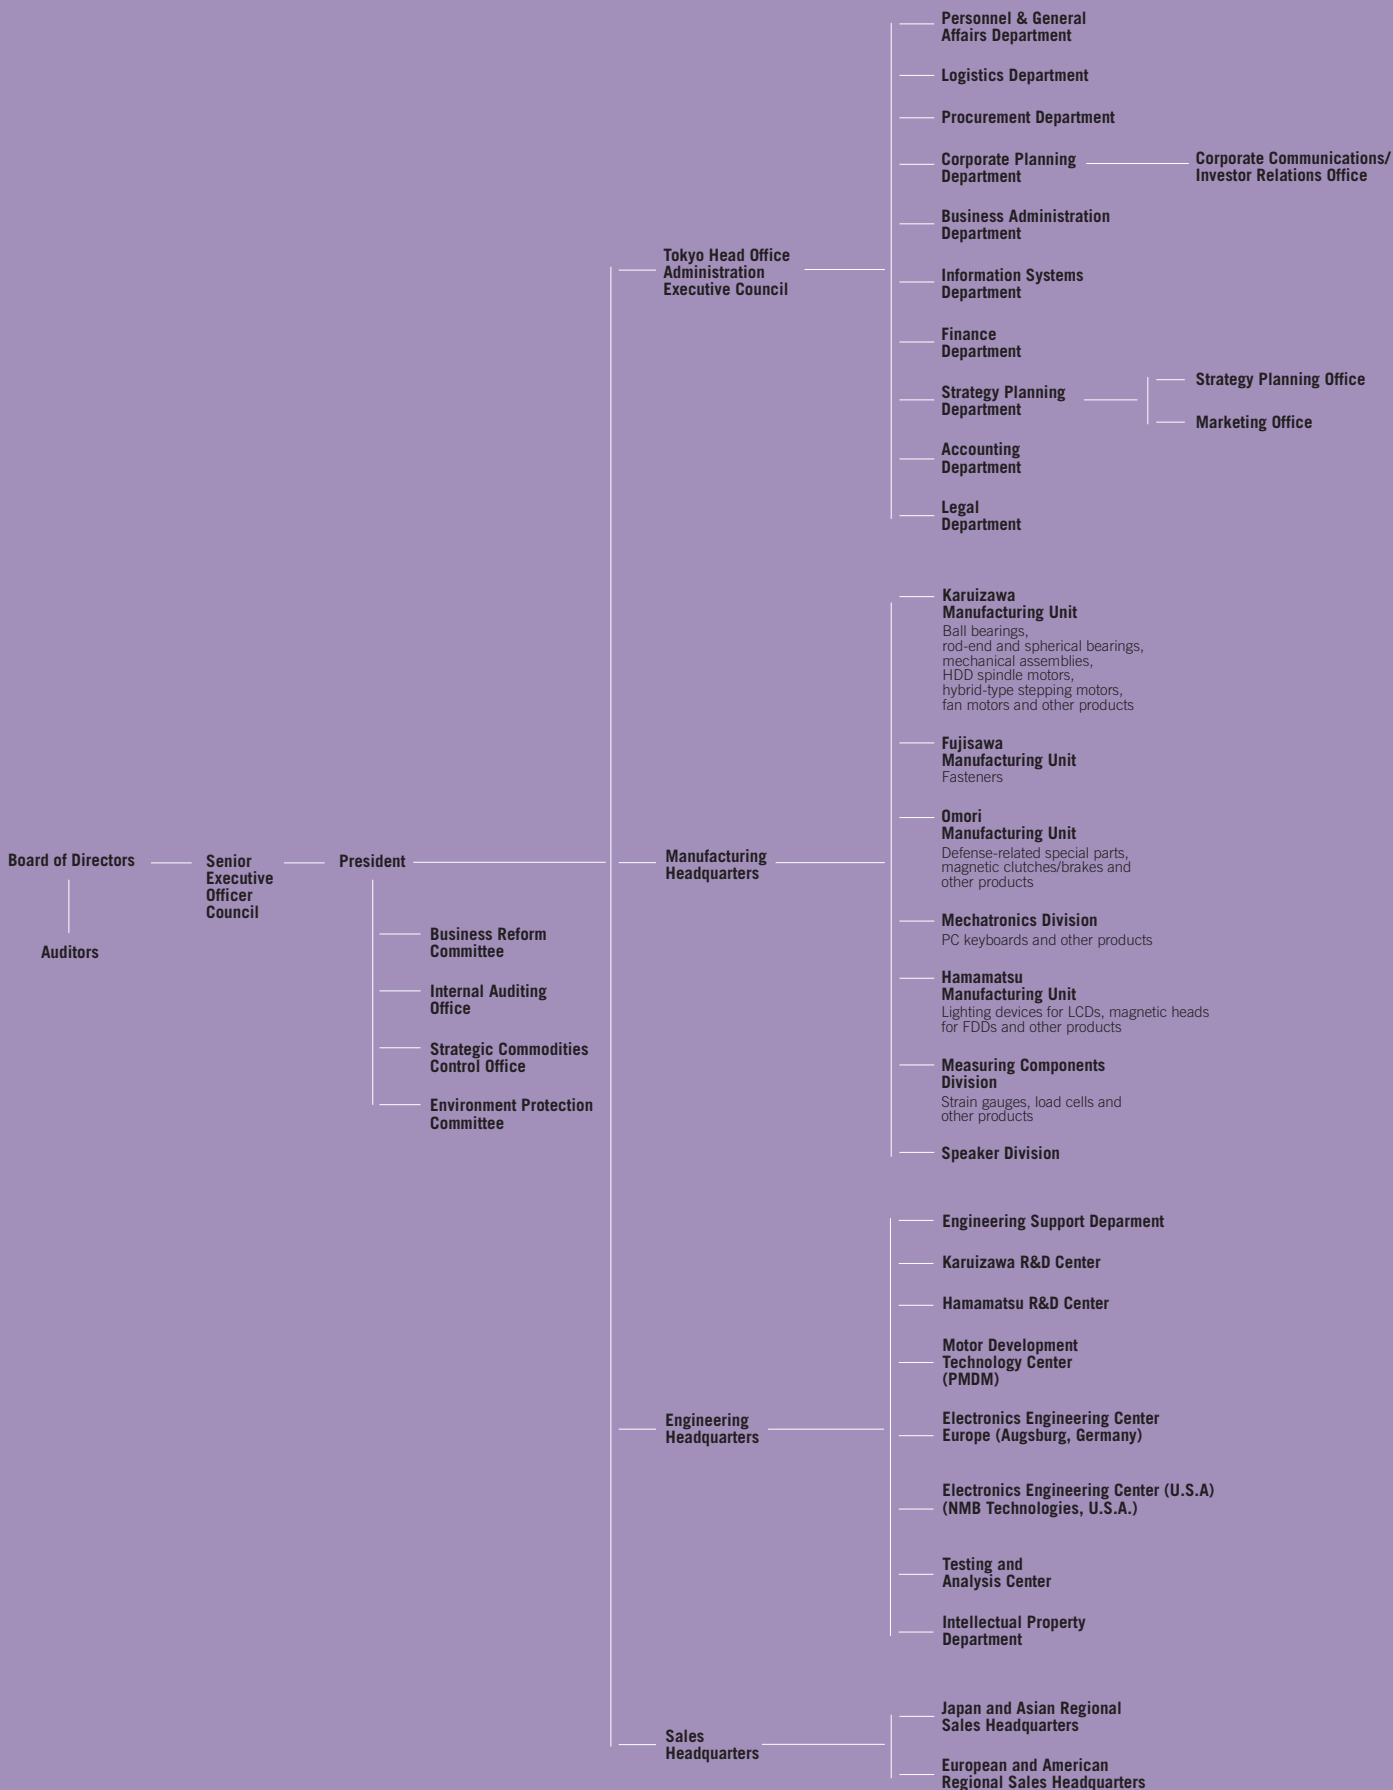 Board of Directors
Auditors
Senior
Executive
Officer
Council
President
Business Reform
Committee
Internal Auditing
Office
Strategic Commodities
Control Office
Environment Protection
Committee
Tokyo Head Office
Administration
Executive Council
Personnel & General
Affairs Department
Logistics Department
Procurement Department
Corporate Planning
Department
Corporate Communications/
Investor Relations Office
Business Administration
Department
Information Systems
Department
Finance
Department
Strategy Planning
Department
Strategy Planning Office
Marketing Office
Accounting
Department
Legal
Department
Manufacturing
Headquarters
Karuizawa
Manufacturing Unit
Ball bearings,
rod-end and spherical bearings,
mechanical assemblies,
HDD spindle motors,
hybrid-type stepping motors,
fan motors and other products
Fujisawa
Manufacturing Unit
Fasteners
Omori
Manufacturing Unit
Defense-related special parts,
magnetic clutches/brakes and
other products
Mechatronics Division
PC keyboards and other products
Hamamatsu
Manufacturing Unit
Lighting devices for LCDs, magnetic heads
for FDDs and other products
Measuring Components
Division
Strain gauges, load cells and
other products
Speaker Division
Engineering
Headquarters
Engineering Support Deparment
Karuizawa R&D Center
Hamamatsu R&D Center
Motor Development
Technology Center
(PMDM)
Electronics Engineering Center
Europe (Augsburg, Germany)
Electronics Engineering Center (U.S.A)
(NMB Technologies, U.S.A.)
Testing and
Analysis Center
Intellectual Property
Department
Sales
Headquarters
Japan and Asian Regional
Sales Headquarters
European and American
Regional Sales Headquarters